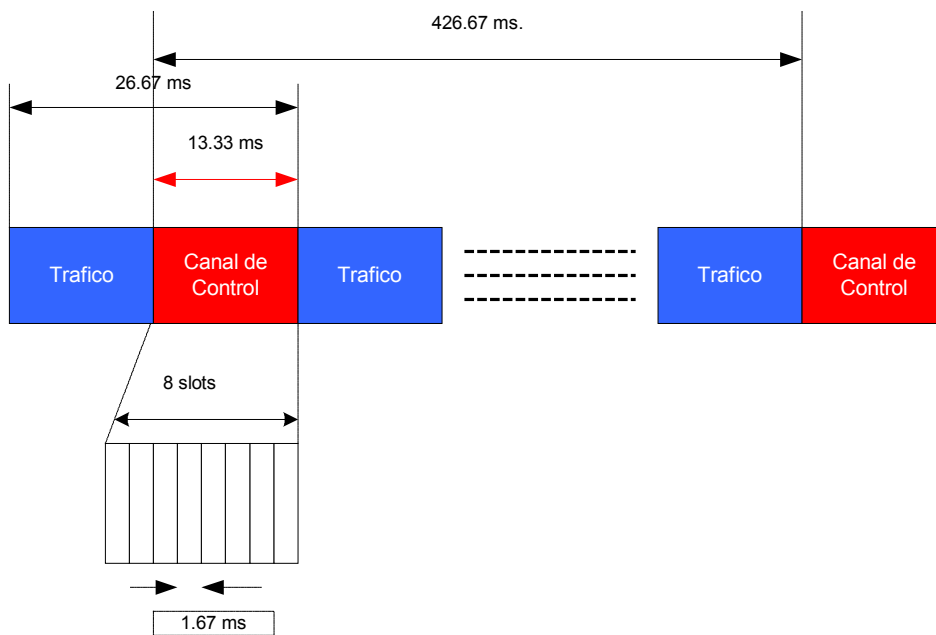 426.67 ms.
26.67 ms
13.33 ms
Trafico
Canal de
Control
Trafico
Trafico
Canal de
Control
8 slots
1.67 ms